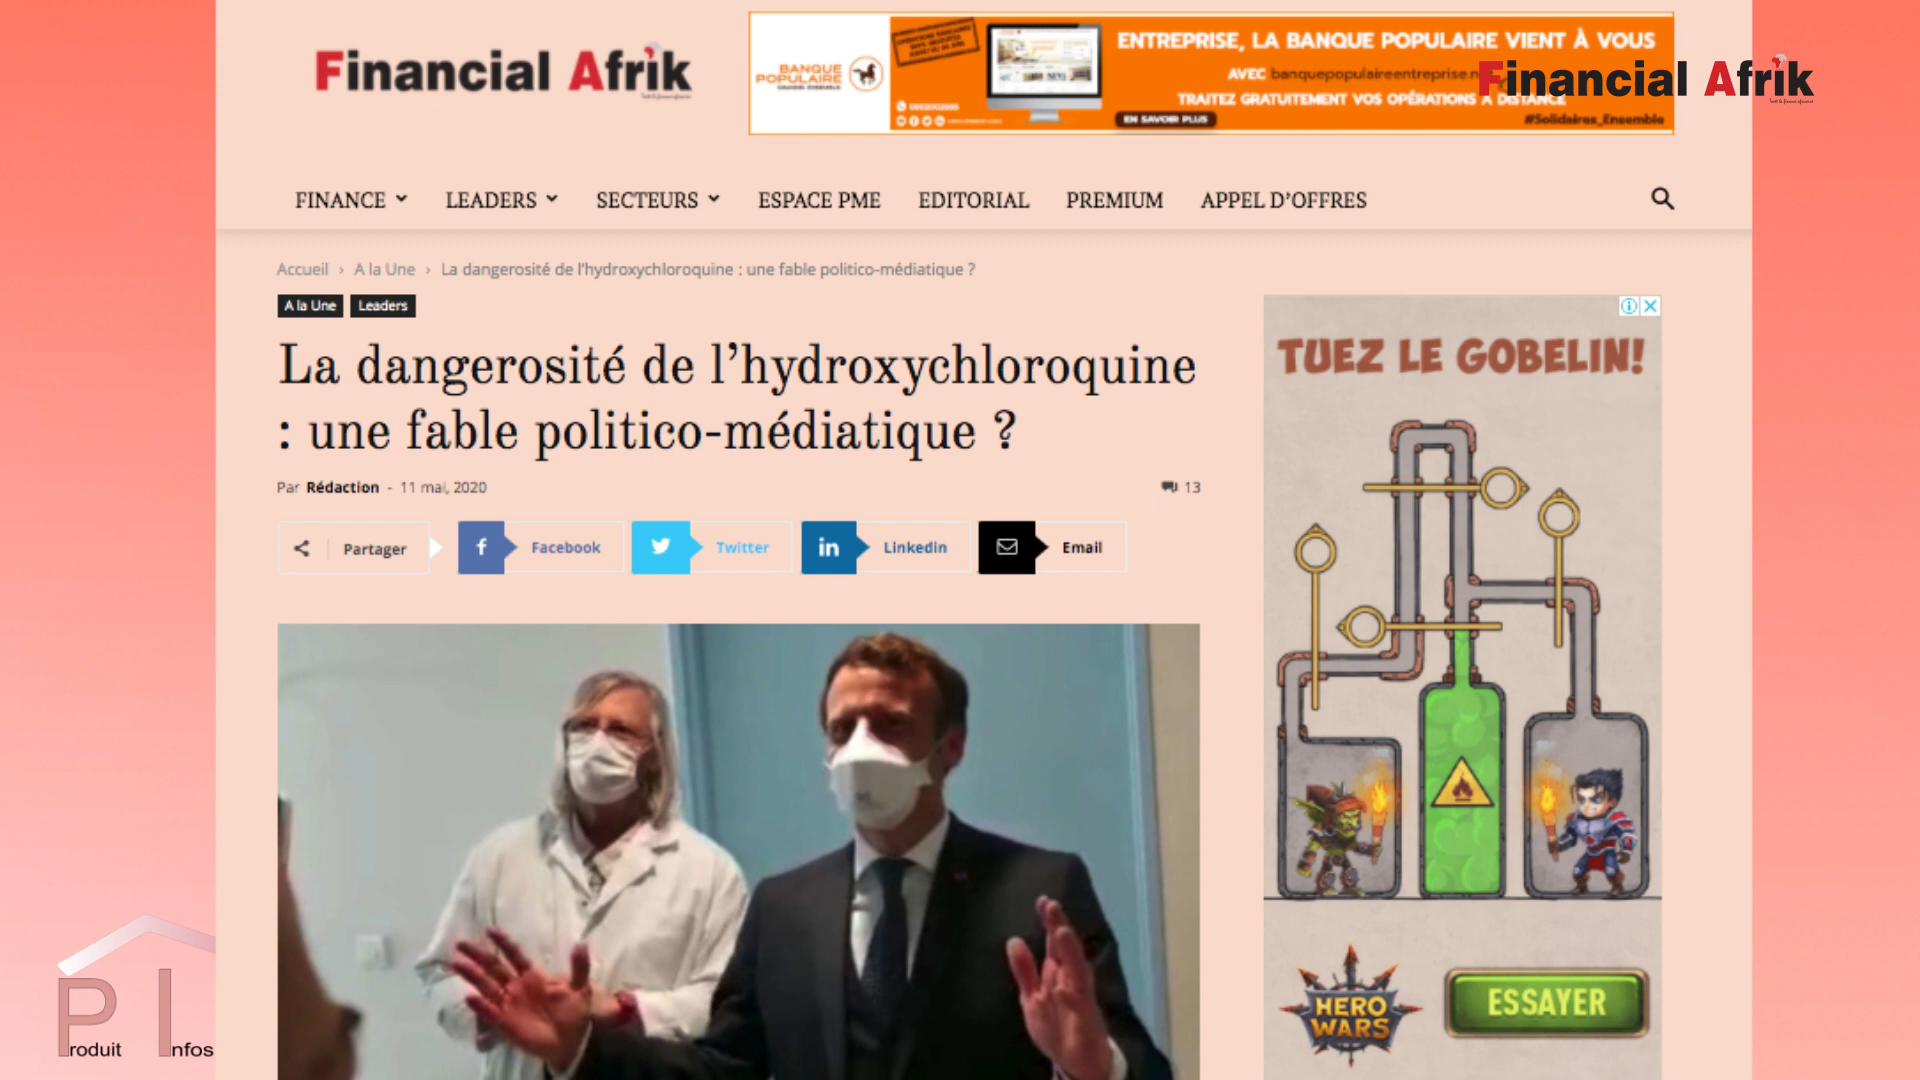 Financial Afrik
BANQUE
POPULAIRE
ENTREPRISE, LA BANQUE POPULAIRE VIENT À VOUS
AVEC banquepopulaireentreprise.m
TRAITEZ GRATUITEMENT VOS OPÉRATIONS A DISTANCE
EN SAVOIR PLUS
#Solidaires_Ensemble
Financial Afrik
FINANCE
LEADERS
SECTEURS
ESPACE PME
EDITORIAL
PREMIUM
APPEL D’OFFRES
Accueil › A la Une › La dangerosité de l’hydroxychloroquine : une fable politico-médiatique ?
A la Une
Leaders
La dangerosité de l’hydroxychloroquine
: une fable politico-médiatique ?
Par Rédaction - 11 mai, 2020
13
Partager
Facebook
Twitter
Linkedin
Email
TUEZ LE GOBELIN!
HERO
WARS
ESSAYER
Produit Infos